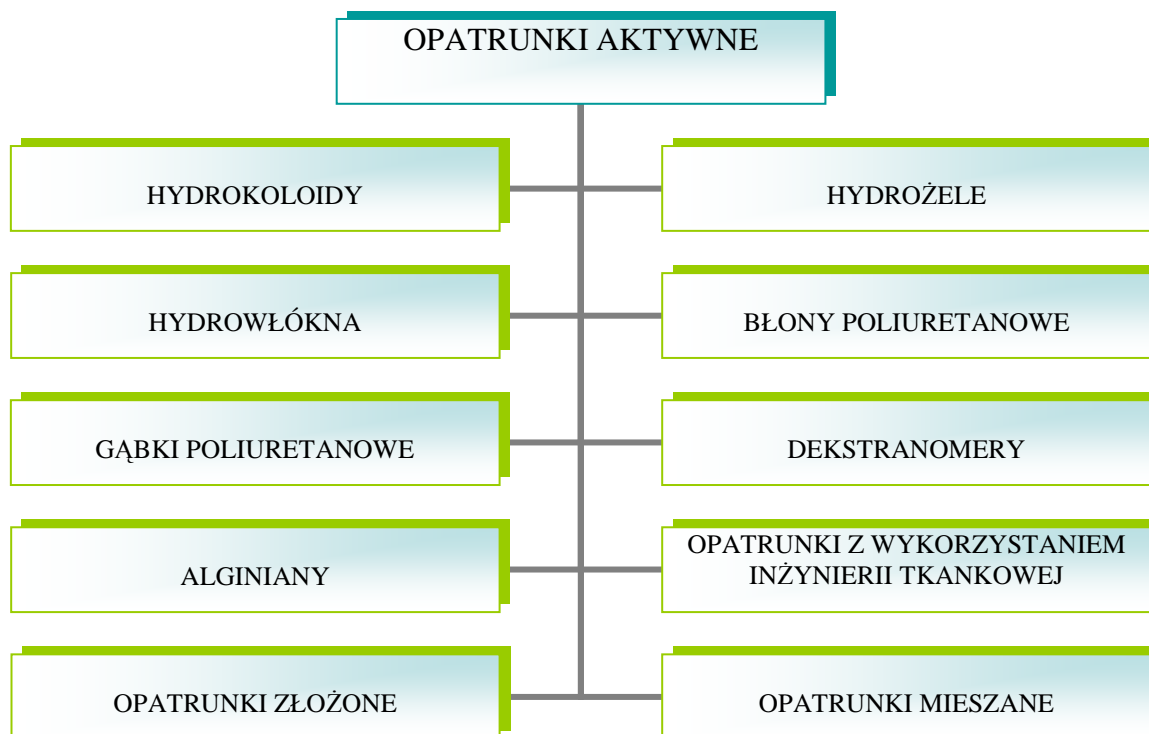 OPATRUNKI AKTYWNE
HYDROKOLOIDY
HYDROŻELE
HYDROWŁÓKNA
BŁONY POLIURETANOWE
GĄBKI POLIURETANOWE
DEKSTRANOMERY
ALGINIANY
OPATRUNKI Z WYKORZYSTANIEM
INŻYNIERII TKANKOWEJ
OPATRUNKI ZŁOŻONE
OPATRUNKI MIESZANE